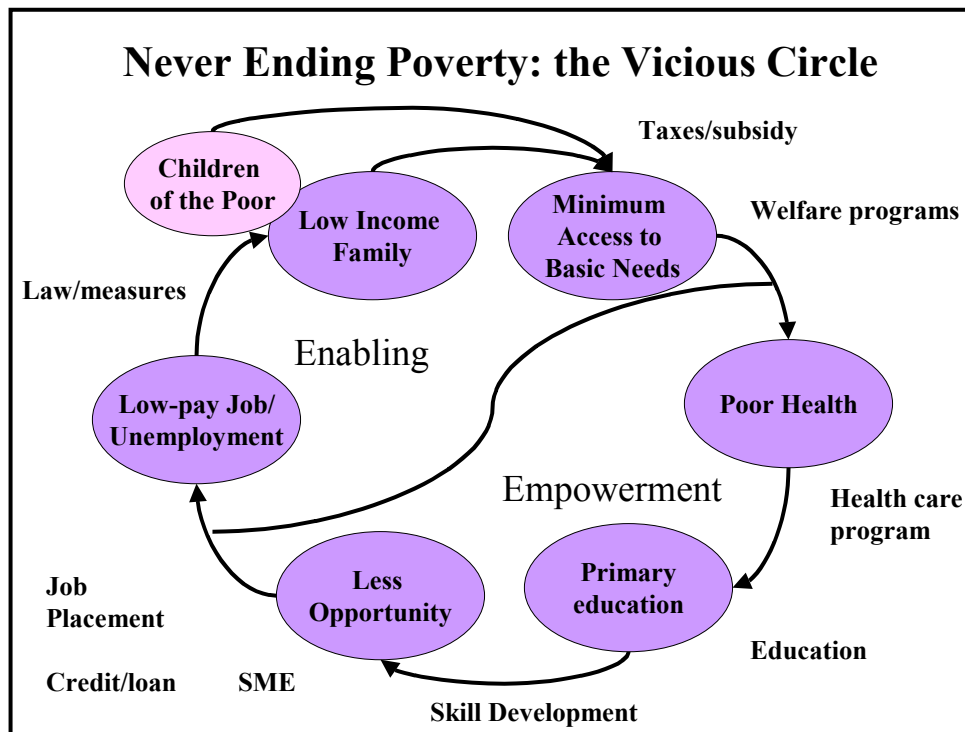 Never Ending Poverty: the Vicious Circle
Taxes/subsidy
Children
of the Poor
Low Income
Family
Minimum
Access to
Basic Needs
Welfare programs
Law/measures
Enabling
Low-pay Job/
Unemployment
Poor Health
Empowerment
Health care
program
Less
Opportunity
Primary
education
Job
Placement
Education
Credit/loan
SME
Skill Development